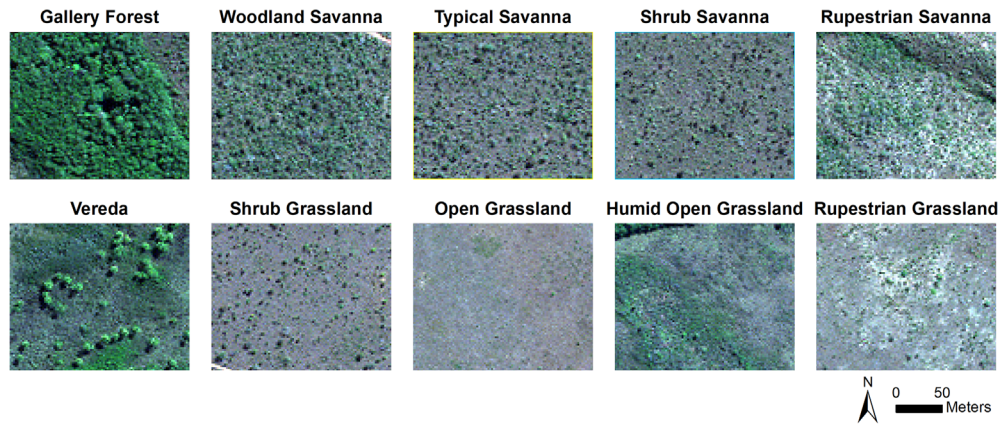 Gallery Forest
Woodland Savanna
Typical Savanna
Shrub Savanna
Rupestrian Savanna
Vereda
Shrub Grassland
Open Grassland
Humid Open Grassland
Rupestrian Grassland
N
0 50
Meters